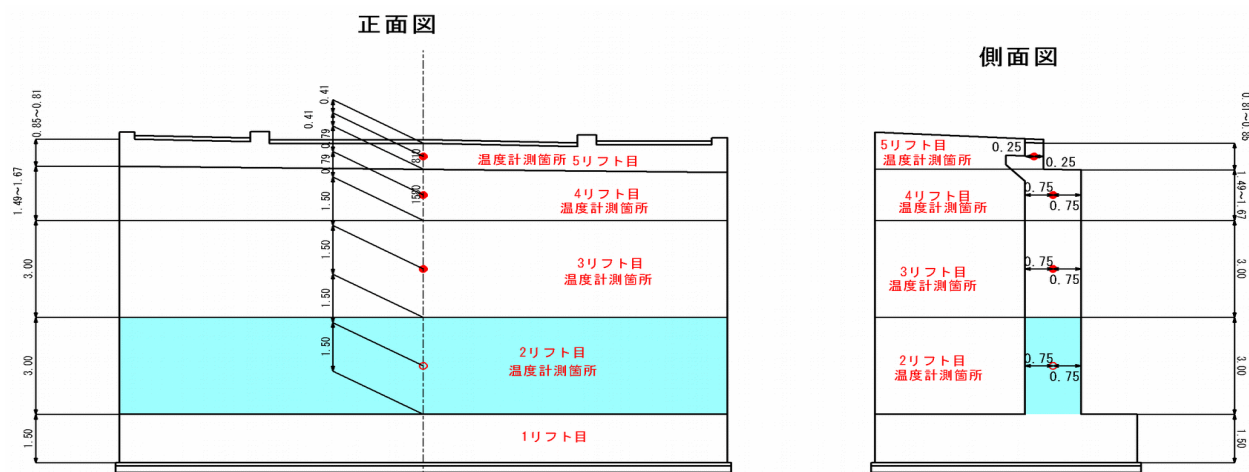 正面図
0.85~0.81
1.49~1.67
3.00
3.00
1.50
0.41
0.41
0.79
0.79
1.50
1.50
1.50
1.50
810
1580
温度計測箇所 5リフト目
4リフト目
温度計測箇所
3リフト目
温度計測箇所
2リフト目
温度計測箇所
1リフト目
側面図
5リフト目
温度計測箇所
0.25
0.25
4リフト目
温度計測箇所
0.75
0.75
3リフト目
温度計測箇所
0.75
0.75
2リフト目
温度計測箇所
0.75
0.75
0.81~0.85
1.49~1.67
3.00
3.00
1.50